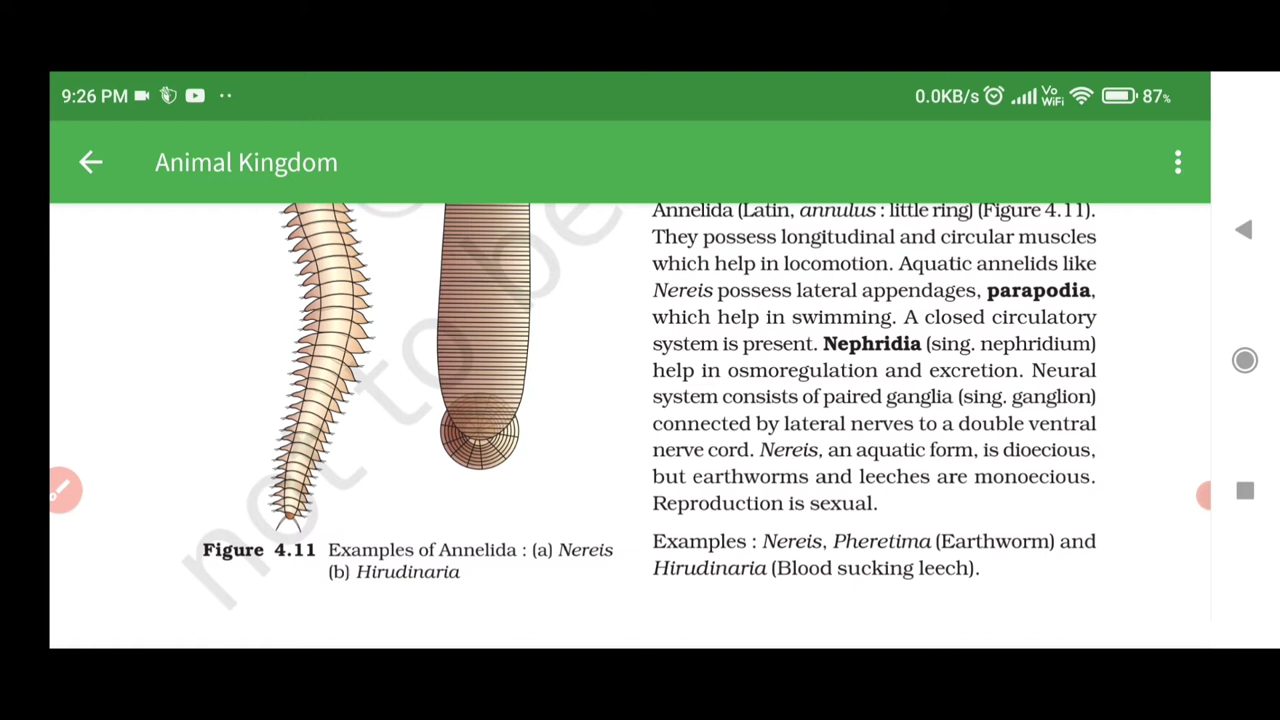 9:26 PM
0.0KB/s Vo WiFi 87%
Animal Kingdom
Annelida (Latin, annulus : little ring) (Figure 4.11).
They possess longitudinal and circular muscles
which help in locomotion. Aquatic annelids like
Nereis possess lateral appendages, parapodia,
which help in swimming. A closed circulatory
system is present. Nephridia (sing. nephridium)
help in osmoregulation and excretion. Neural
system consists of paired ganglia (sing. ganglion)
connected by lateral nerves to a double ventral
nerve cord. Nereis, an aquatic form, is dioecious,
but earthworms and leeches are monoecious.
Reproduction is sexual.
Examples : Nereis, Pheretima (Earthworm) and
Hirudinaria (Blood sucking leech).
Figure 4.11 Examples of Annelida : (a) Nereis
(b) Hirudinaria
not to be